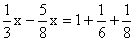 1/3 x − 5/8 x = 1 + 1/6 + 1/8